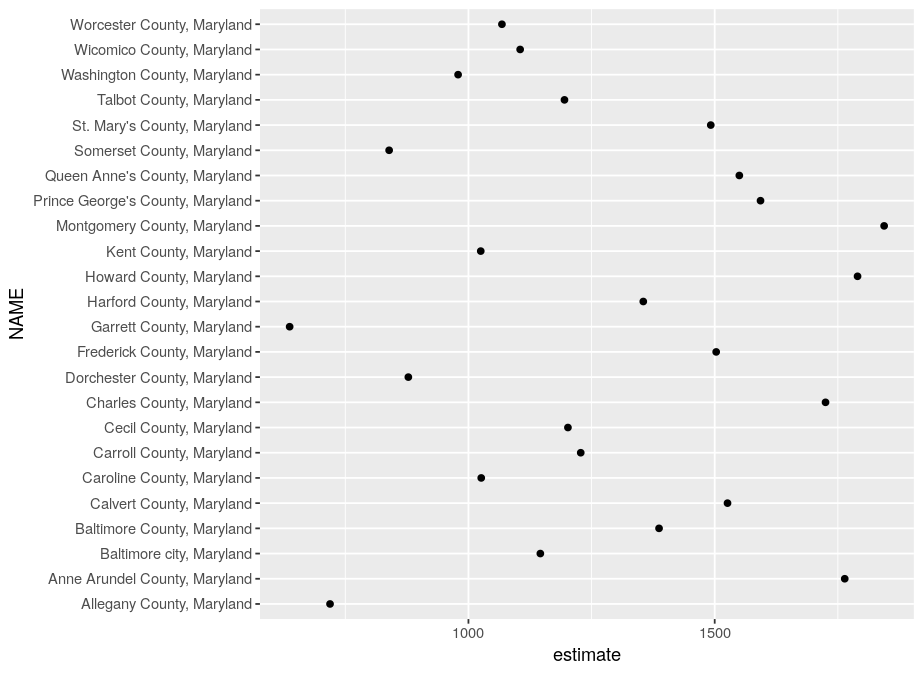 Worcester County, Maryland
Wicomico County, Maryland
Washington County, Maryland
Talbot County, Maryland
St. Mary's County, Maryland
Somerset County, Maryland
Queen Anne's County, Maryland
Prince George's County, Maryland
Montgomery County, Maryland
Kent County, Maryland
Howard County, Maryland
Harford County, Maryland
Garrett County, Maryland
Frederick County, Maryland
Dorchester County, Maryland
Charles County, Maryland
Cecil County, Maryland
Carroll County, Maryland
Caroline County, Maryland
Calvert County, Maryland
Baltimore County, Maryland
Baltimore city, Maryland
Anne Arundel County, Maryland
Allegany County, Maryland
NAME
1000 1500
estimate